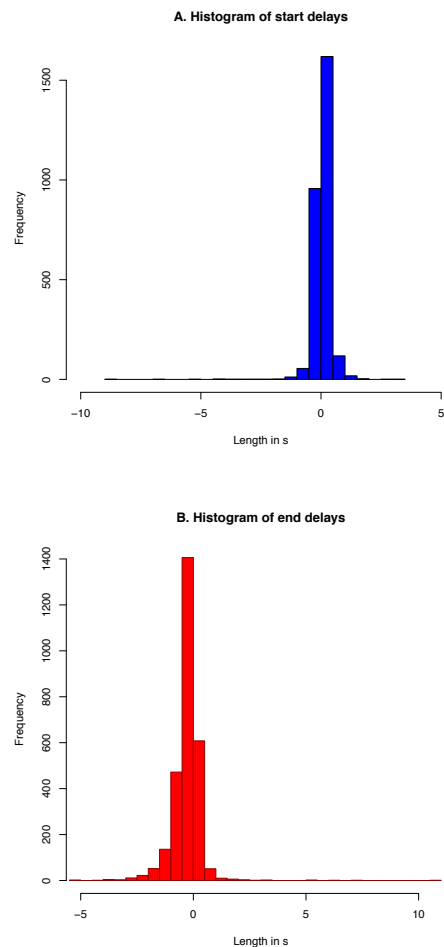 A. Histogram of start delays
1500
1000
500
0
Frequency
−10 −5 0 5
Length in s
B. Histogram of end delays
1400
1200
1000
800
600
400
200
0
Frequency
−5 0 5 10
Length in s